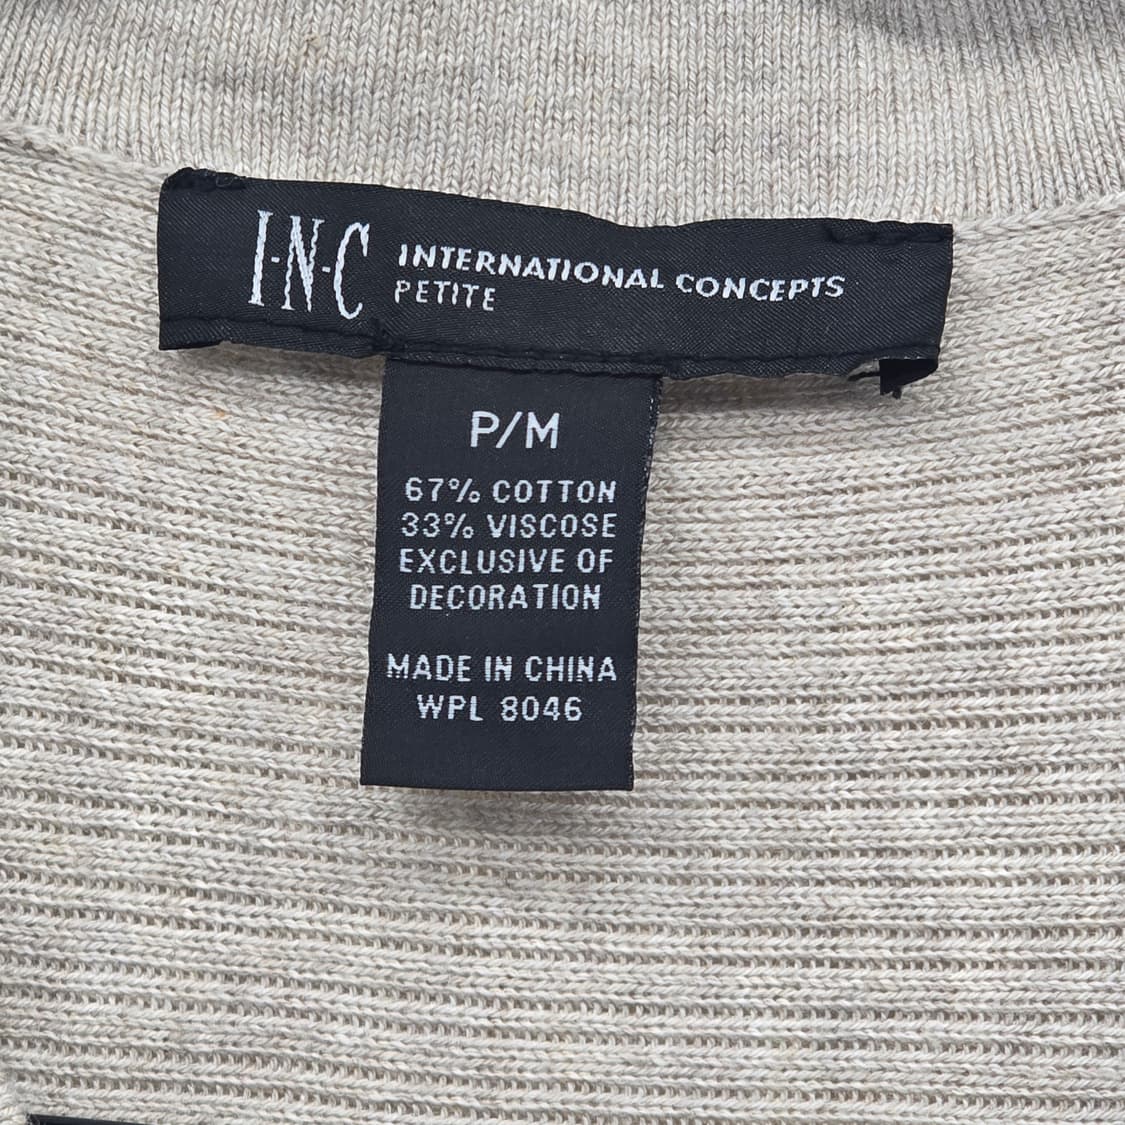 I·N·C INTERNATIONAL CONCEPTS
PETITE
P/M
67% COTTON
33% VISCOSE
EXCLUSIVE OF
DECORATION
MADE IN CHINA
WPL 8046